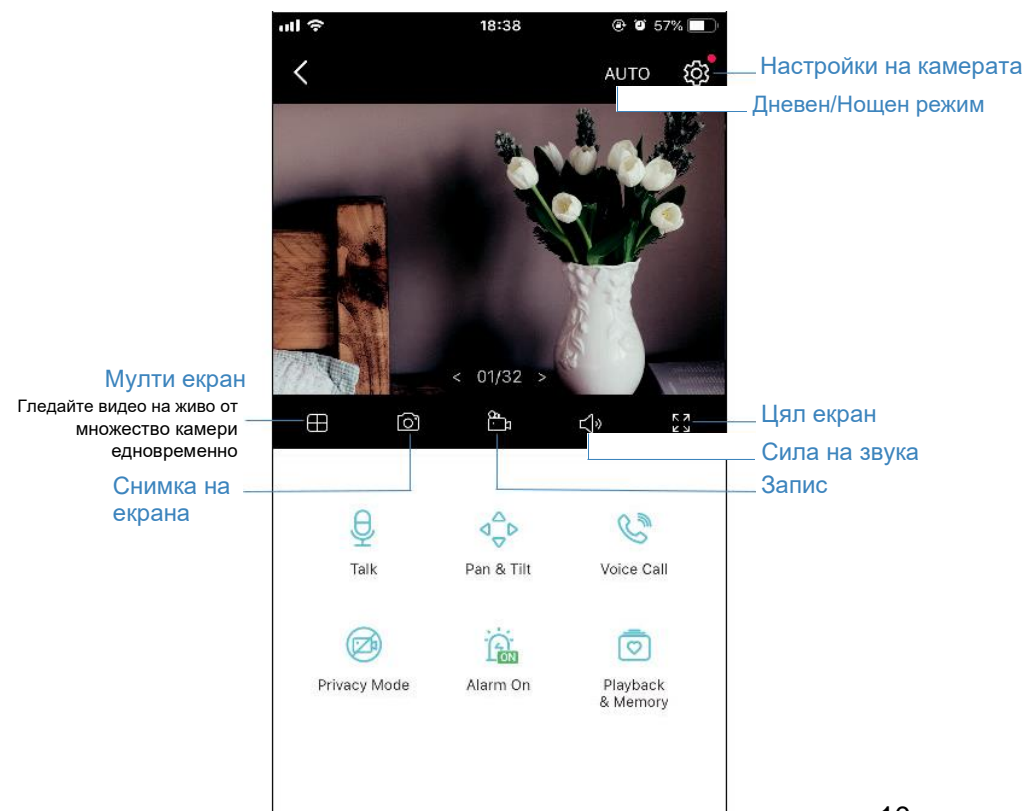 18:38
57%
AUTO
Настройки на камерата
Дневен/Нощен режим
< 01/32 >
Мулти екран
Гледайте видео на живо от
множество камери
едновременно
Цял екран
Сила на звука
Снимка на
екрана
Запис
Talk
Pan & Tilt
Voice Call
ON
Privacy Mode
Alarm On
Playback
& Memory